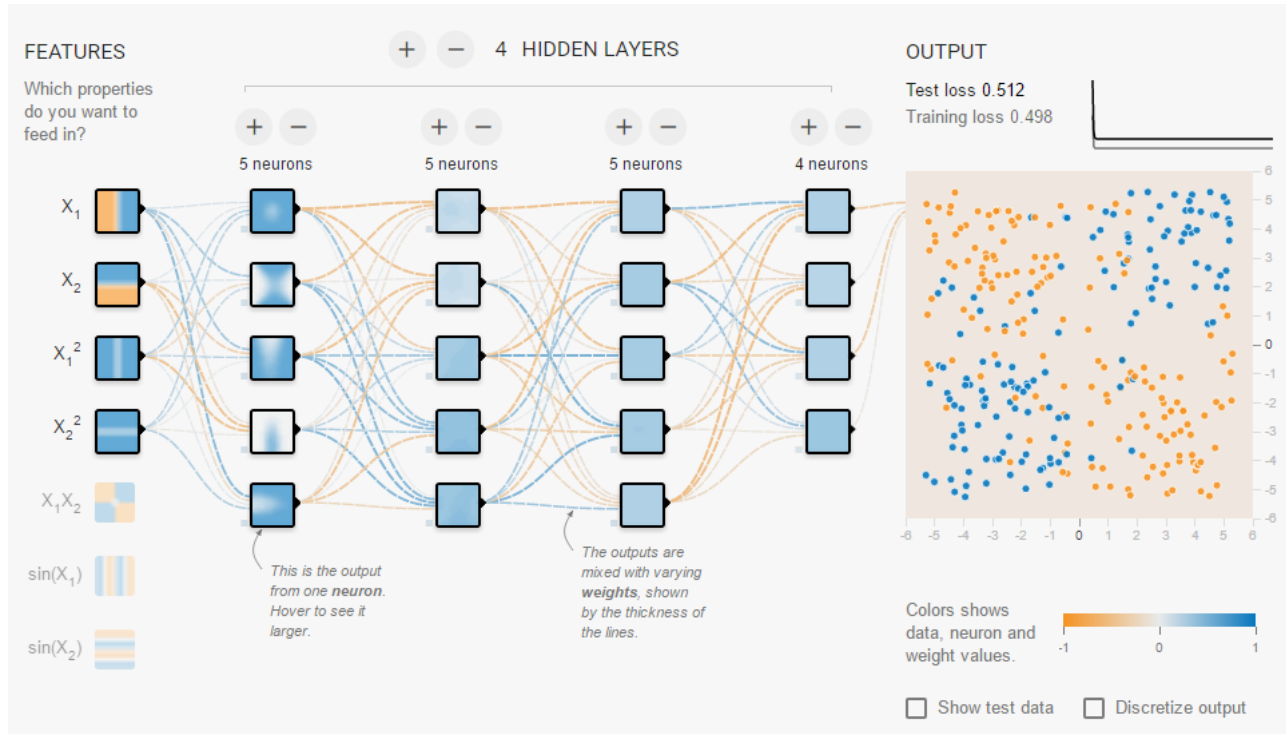 FEATURES
Which properties
do you want to
feed in?
+ − 4 HIDDEN LAYERS
+ − + − + − + −
5 neurons 5 neurons 5 neurons 4 neurons
X1
X2
X1²
X2²
X1X2
sin(X1)
sin(X2)
This is the output
from one neuron.
Hover to see it
larger.
The outputs are
mixed with varying
weights, shown
by the thickness of
the lines.
OUTPUT
Test loss 0.512
Training loss 0.498
6
5
4
3
2
1
0
-1
-2
-3
-4
-5
-6
-6 -5 -4 -3 -2 -1 0 1 2 3 4 5 6
Colors shows
data, neuron and
weight values.
-1 0 1
Show test data
Discretize output